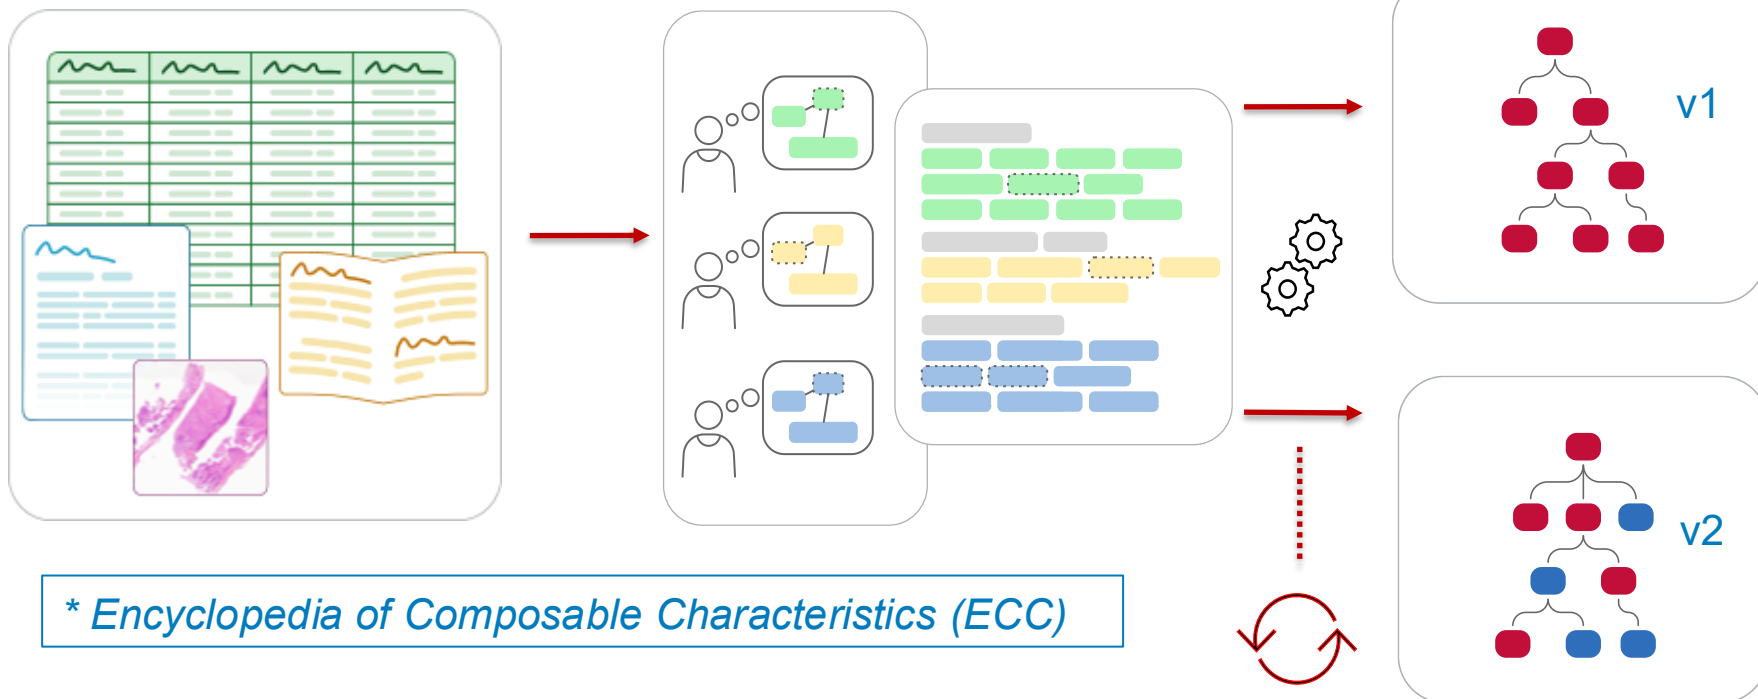 v1
v2
* Encyclopedia of Composable Characteristics (ECC)